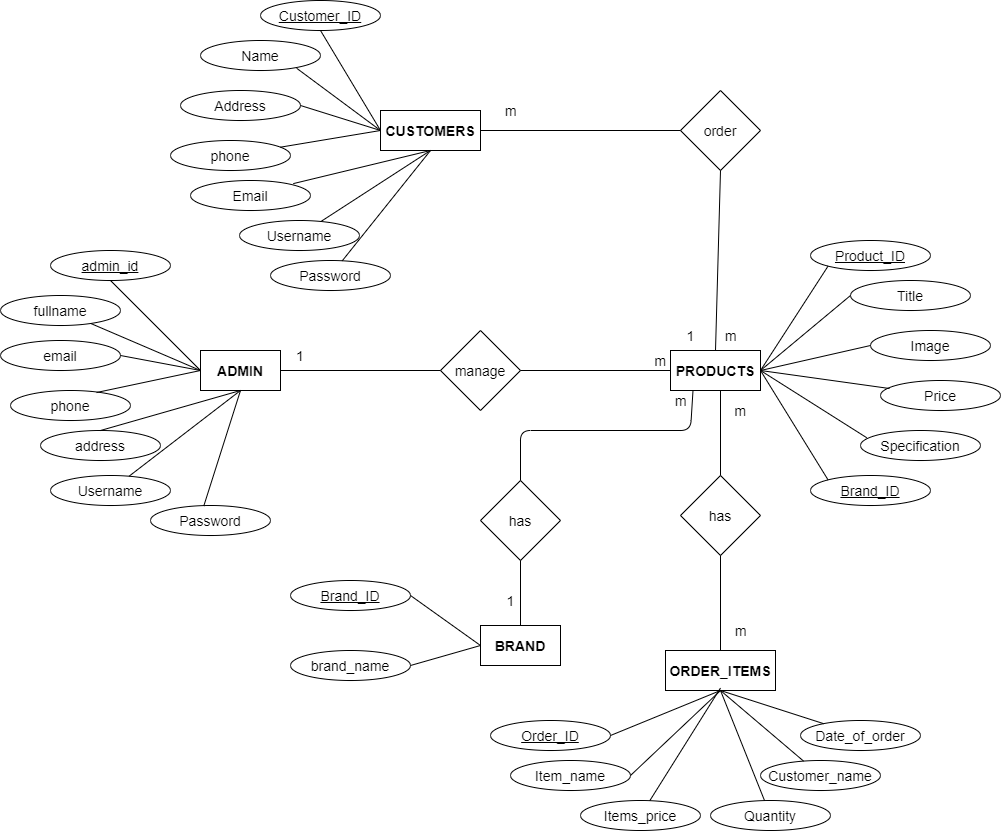 Customer_ID
Name
Address
phone
Email
Username
Password
CUSTOMERS
m
order
admin_id
fullname
email
phone
address
Username
Password
ADMIN
1
manage
m
1
m
PRODUCTS
m
m
Product_ID
Title
Image
Price
Specification
Brand_ID
has
has
1
m
Brand_ID
brand_name
BRAND
ORDER_ITEMS
Order_ID
Item_name
Items_price
Quantity
Customer_name
Date_of_order